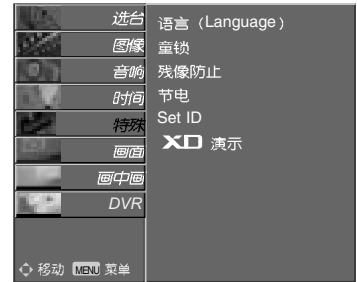 选台
图像
音响
时间
特殊
画面
画中画
DVR
移动 MENU 菜单
语言（Language）
童锁
残像防止
节电
Set ID
XD 演示